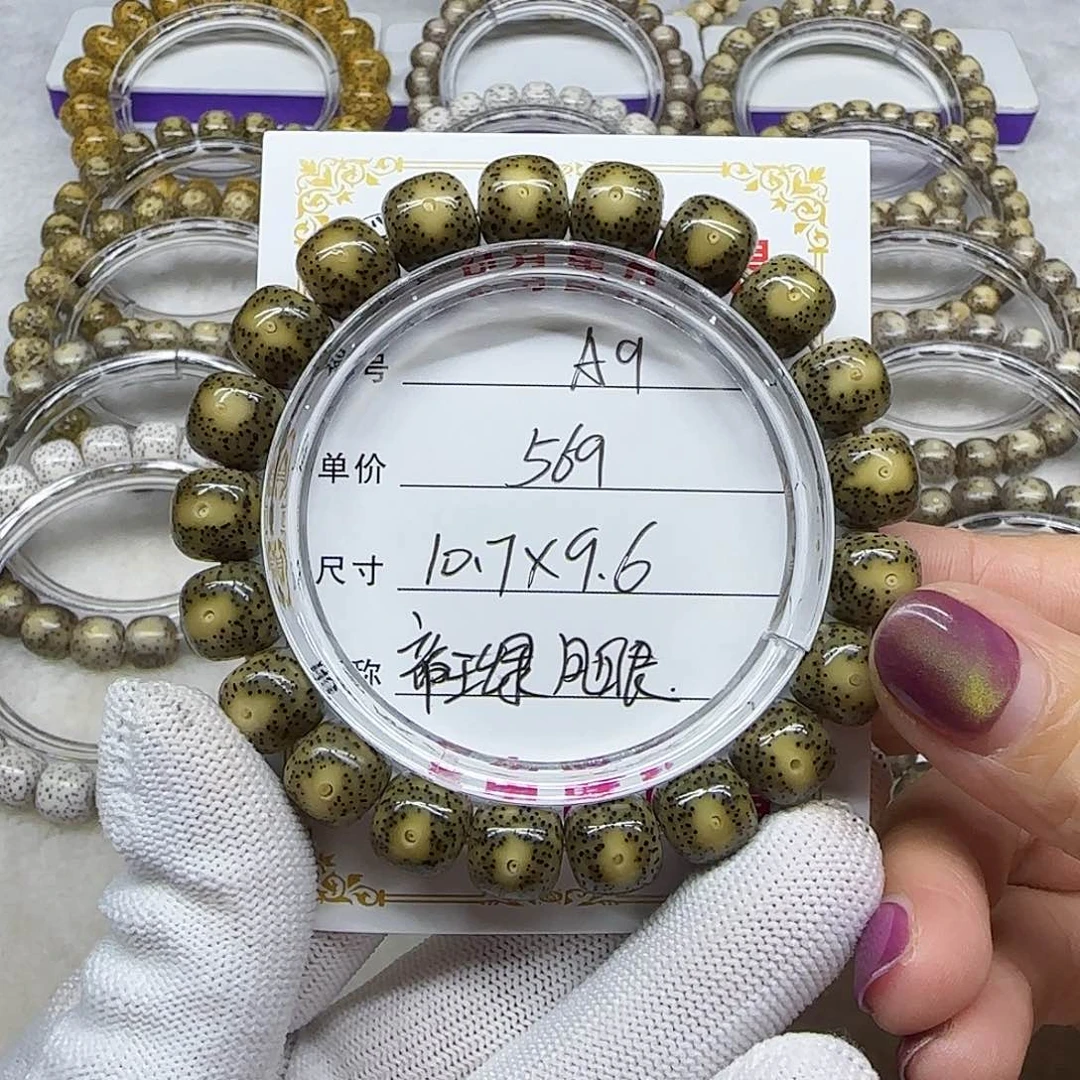 号 A9
单价 569
尺寸 10.7×9.6
称 帝王绿 月眼.